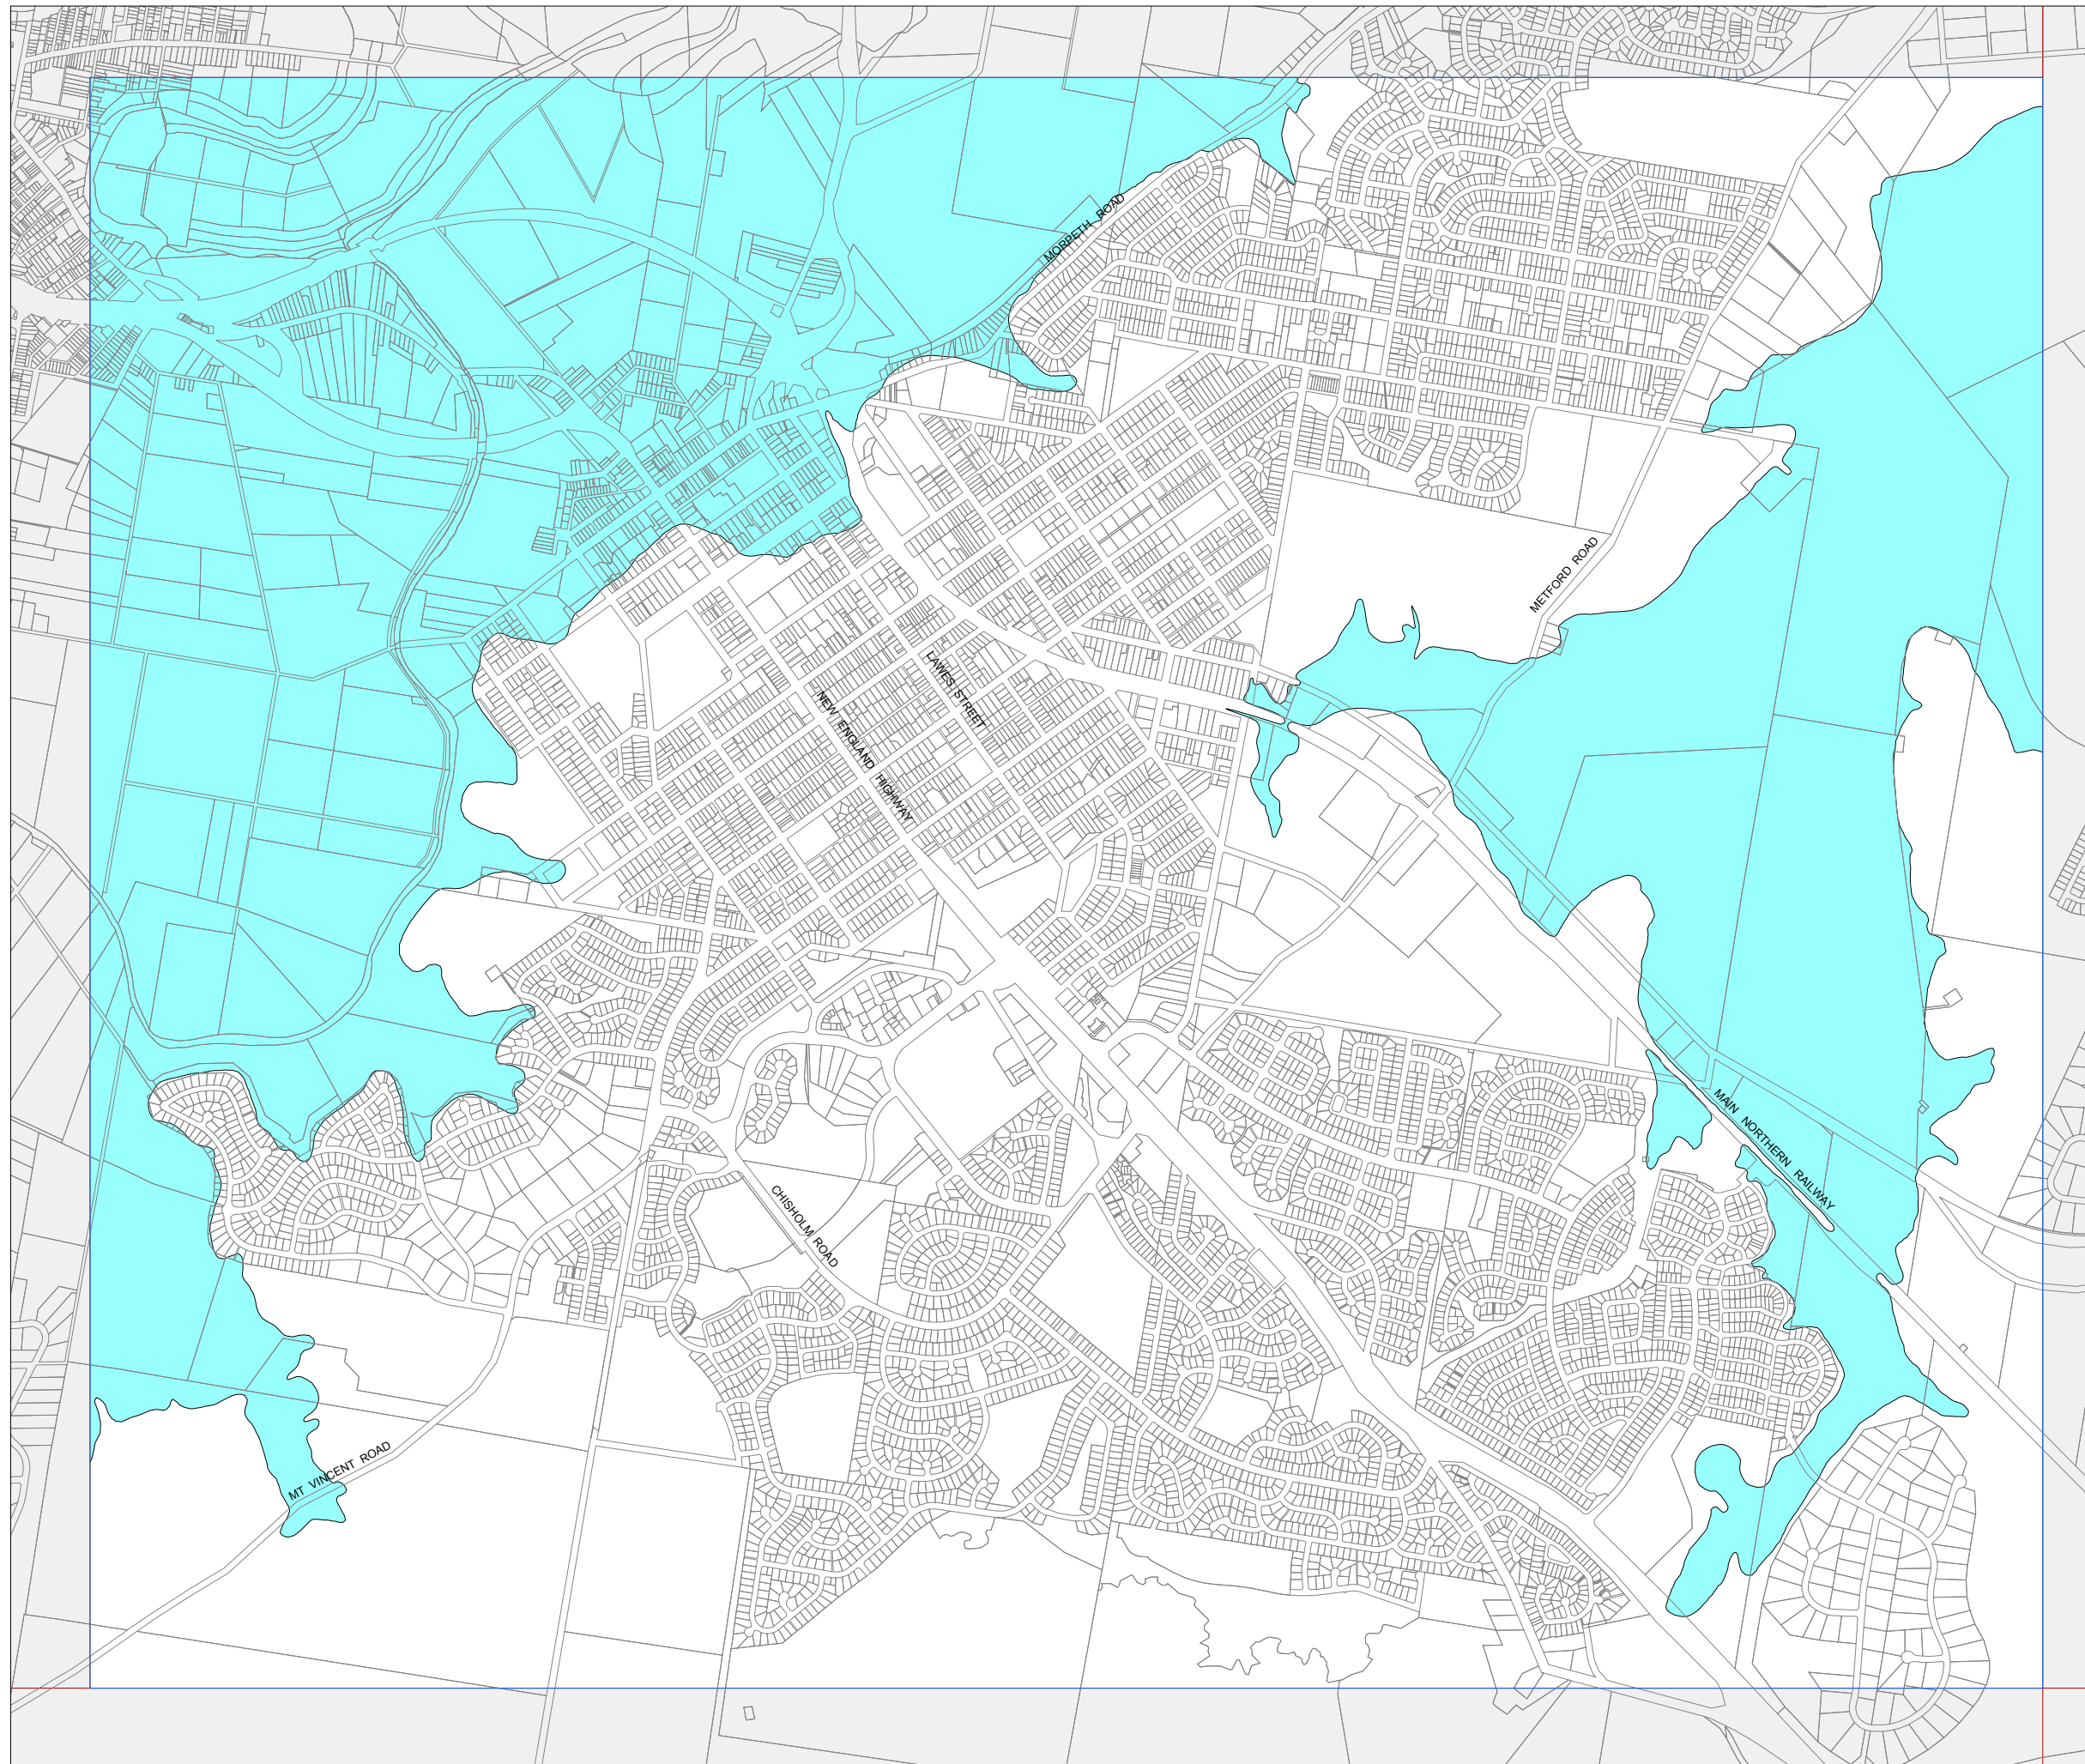 MORPETH ROAD
METFORD ROAD
LAWES STREET
NEW ENGLAND HIGHWAY
MAIN NORTHERN RAILWAY
CHISHOLM ROAD
MT VINCENT ROAD